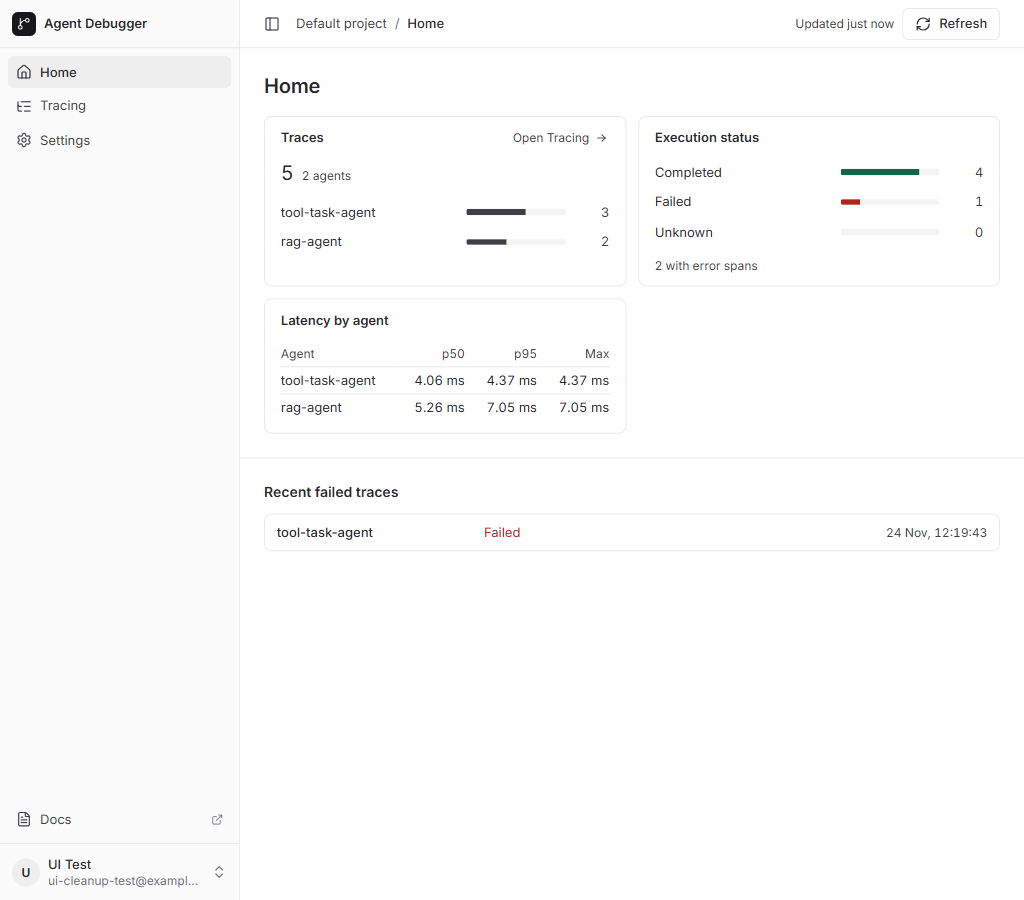 Agent Debugger
Default project / Home
Updated just now
Refresh
Home
Tracing
Settings
Home
Traces
Open Tracing →
5 2 agents
tool-task-agent 3
rag-agent 2
Execution status
Completed 4
Failed 1
Unknown 0
2 with error spans
Latency by agent
Agent p50 p95 Max
tool-task-agent 4.06 ms 4.37 ms 4.37 ms
rag-agent 5.26 ms 7.05 ms 7.05 ms
Recent failed traces
tool-task-agent Failed 24 Nov, 12:19:43
Docs
U
UI Test
ui-cleanup-test@exampl...